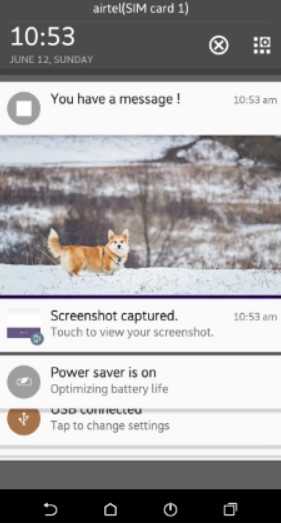 airtel(SIM card 1)
10:53
JUNE 12, SUNDAY
You have a message ! 10:53 am
Screenshot captured. 10:53 am
Touch to view your screenshot.
Power saver is on
Optimizing battery life
USB connected
Tap to change settings